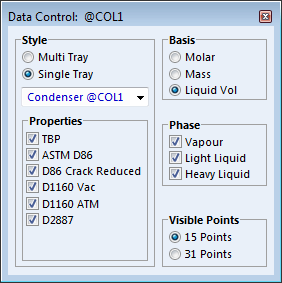 Data Control: @COL1
Style
Multi Tray
Single Tray
Condenser @COL1
Properties
TBP
ASTM D86
D86 Crack Reduced
D1160 Vac
D1160 ATM
D2887
Basis
Molar
Mass
Liquid Vol
Phase
Vapour
Light Liquid
Heavy Liquid
Visible Points
15 Points
31 Points